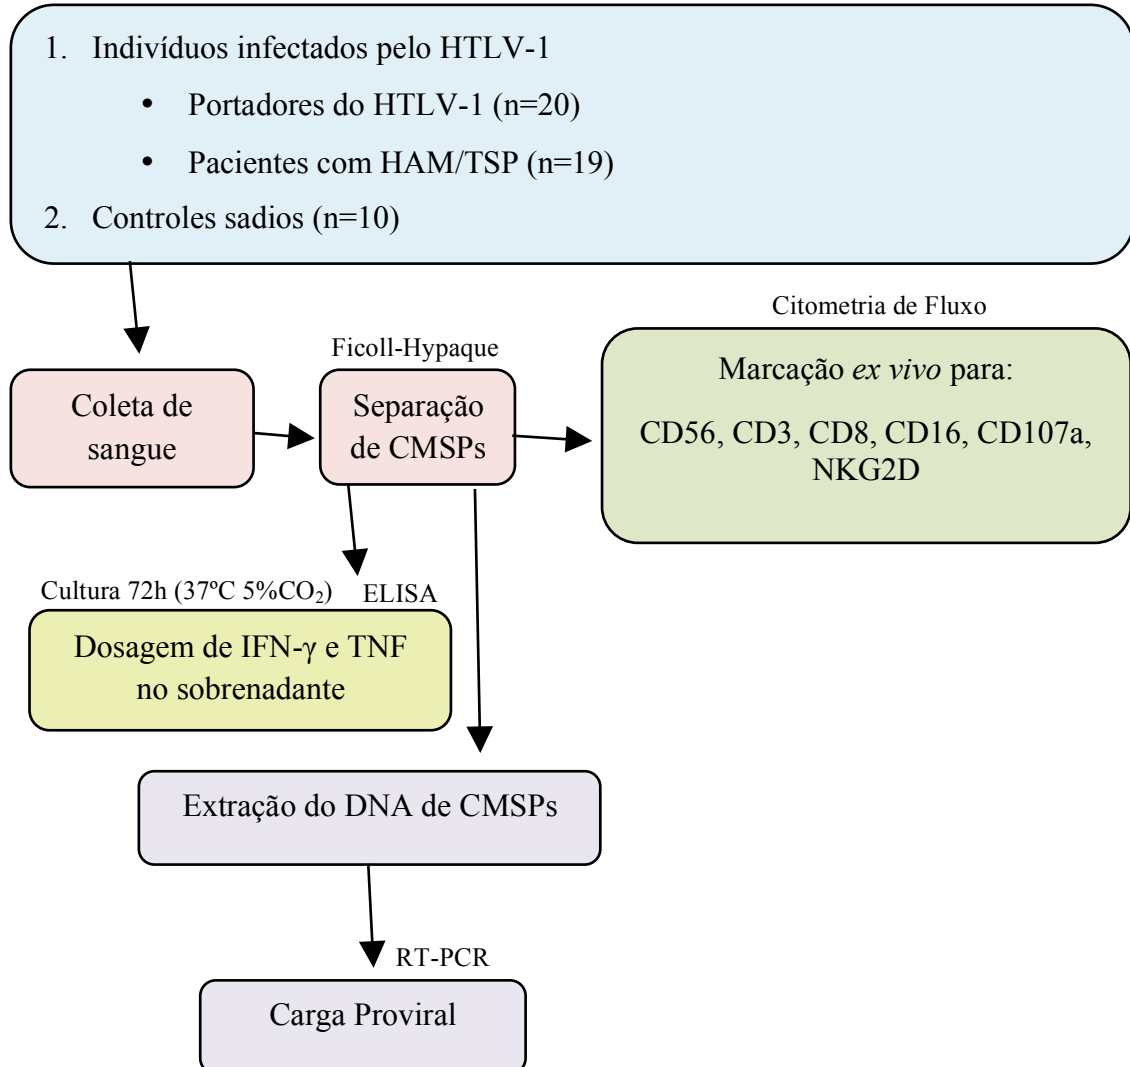 1. Indivíduos infectados pelo HTLV-1
• Portadores do HTLV-1 (n=20)
• Pacientes com HAM/TSP (n=19)
2. Controles sadios (n=10)
Citometria de Fluxo
Ficoll-Hypaque
Coleta de
sangue
Separação
de CMSPs
Marcação ex vivo para:
CD56, CD3, CD8, CD16, CD107a,
NKG2D
Cultura 72h (37ºC 5%CO₂) ELISA
Dosagem de IFN-γ e TNF
no sobrenadante
Extração do DNA de CMSPs
RT-PCR
Carga Proviral